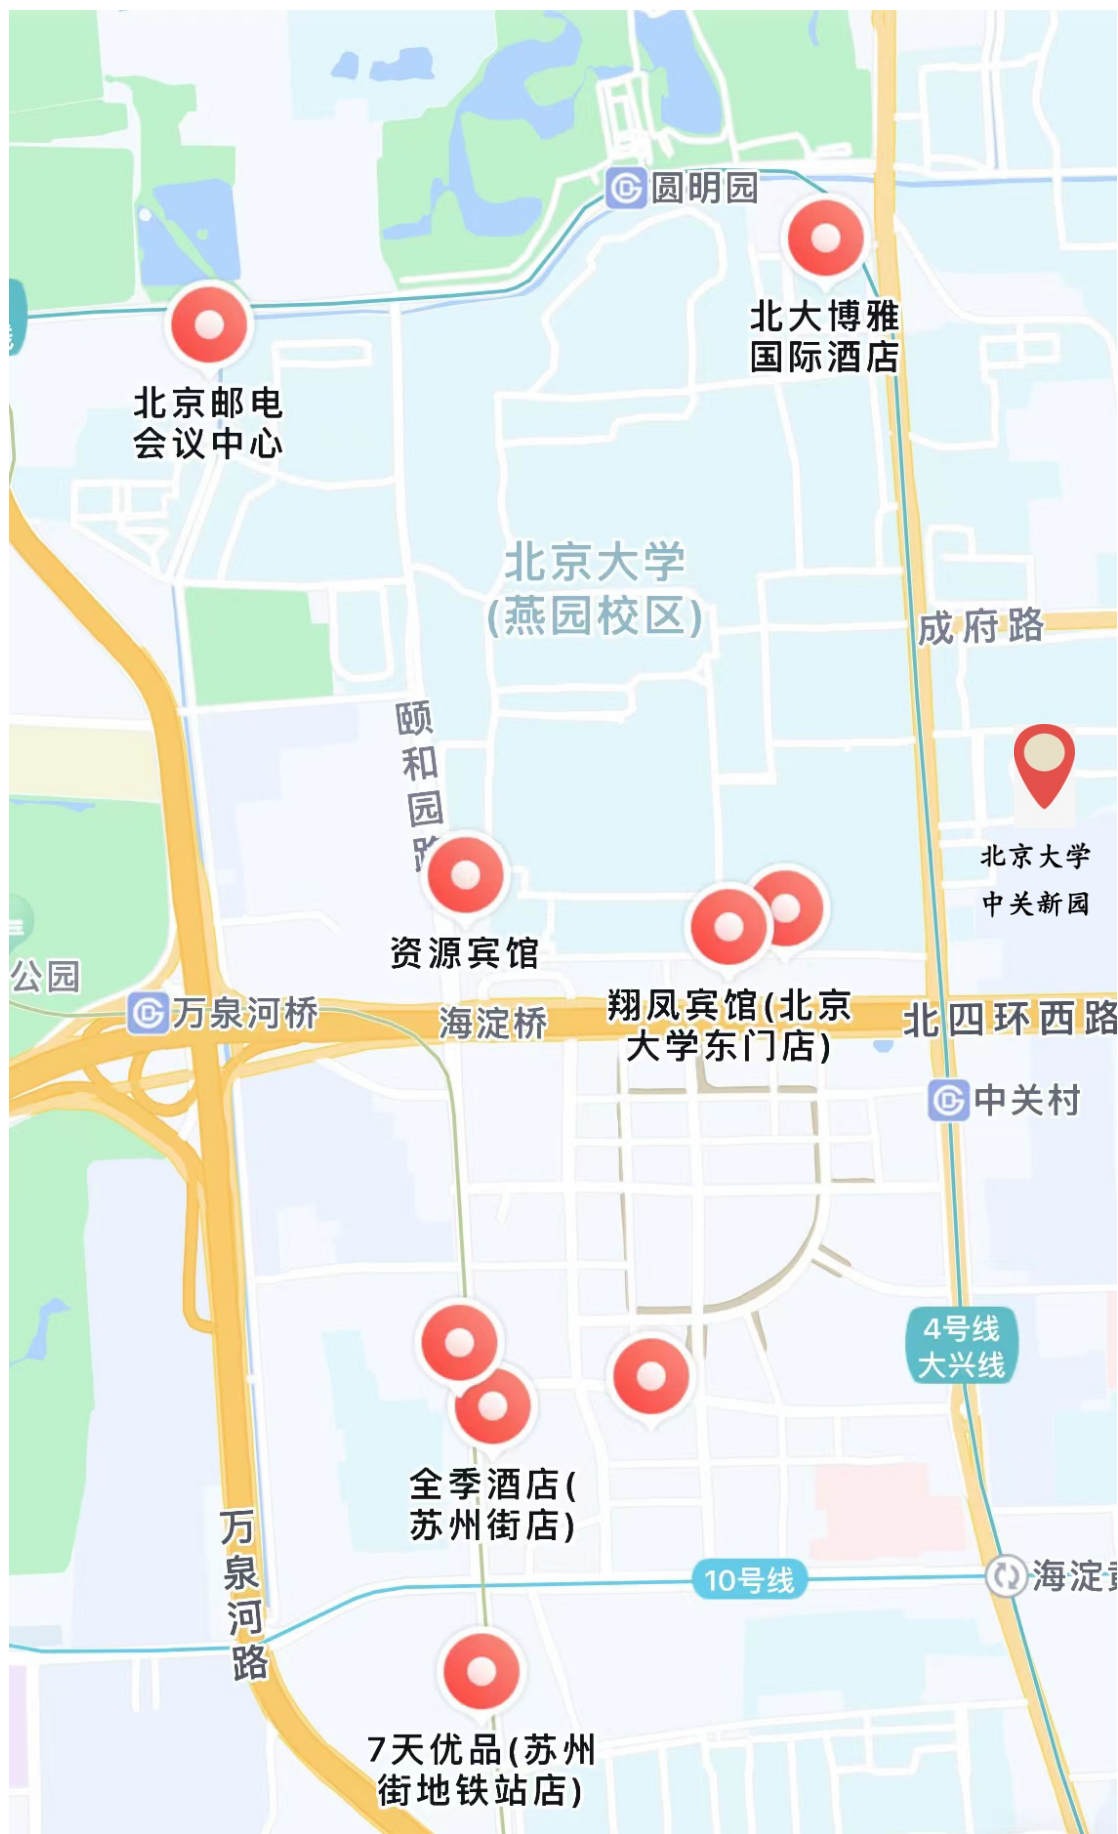 圆明园
北大博雅
国际酒店
北京邮电
会议中心
北京大学
(燕园校区)
成府路
颐和园路
北京大学
中关新园
资源宾馆
公园
万泉河桥
海淀桥
翔凤宾馆(北京
大学东门店)
北四环西路
中关村
4号线
大兴线
全季酒店(
苏州街店)
万泉河路
10号线
海淀
7天优品(苏州
街地铁站店)